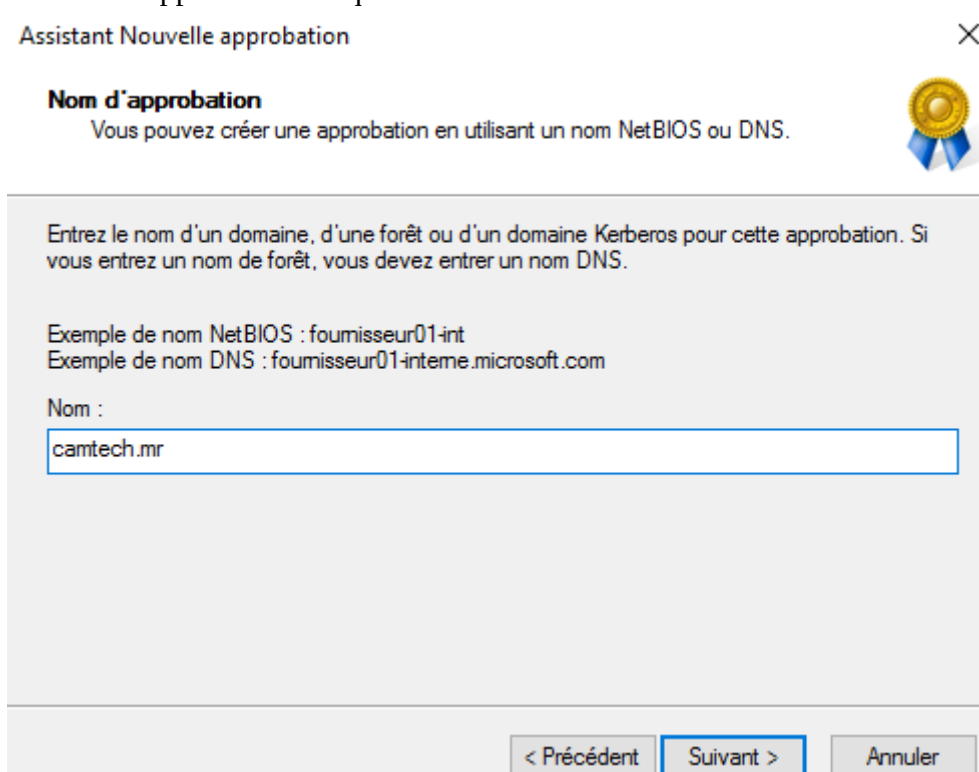 Assistant Nouvelle approbation
Nom d'approbation
Vous pouvez créer une approbation en utilisant un nom NetBIOS ou DNS.
Entrez le nom d'un domaine, d'une forêt ou d'un domaine Kerberos pour cette approbation. Si
vous entrez un nom de forêt, vous devez entrer un nom DNS.
Exemple de nom NetBIOS : fournisseur01-int
Exemple de nom DNS : fournisseur01-interne.microsoft.com
Nom :
camtech.mr
< Précédent
Suivant >
Annuler